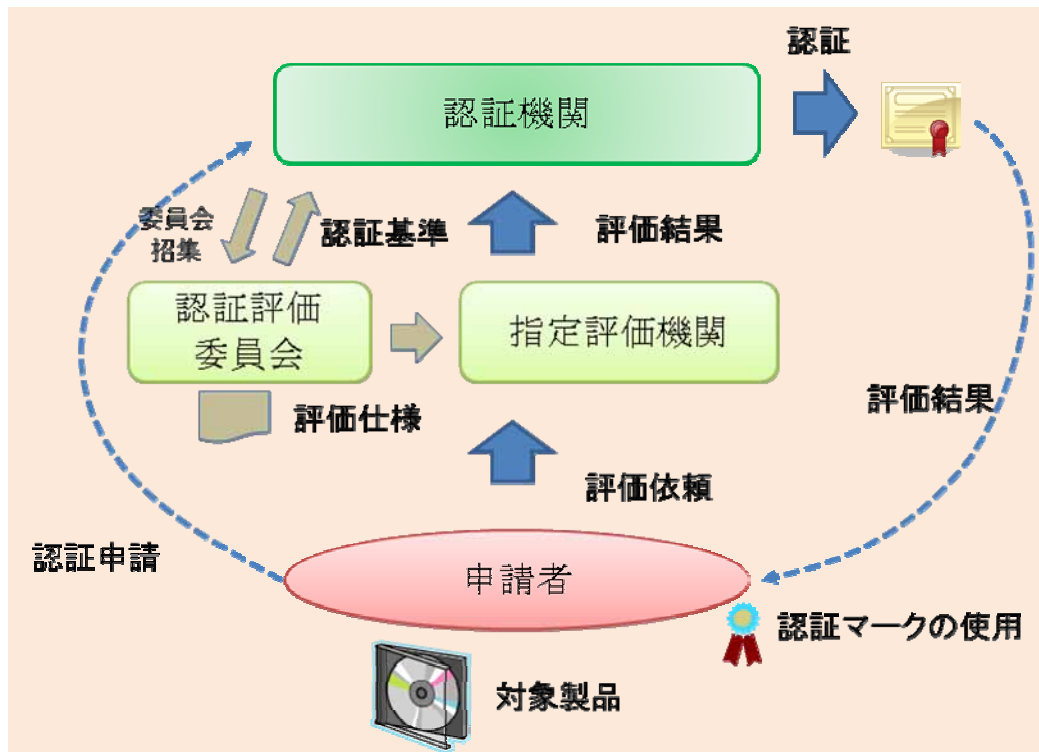 認証
認証機関
委員会
招集
認証基準
評価結果
認証評価
委員会
指定評価機関
評価結果
評価仕様
評価依頼
認証申請
申請者
認証マークの使用
対象製品